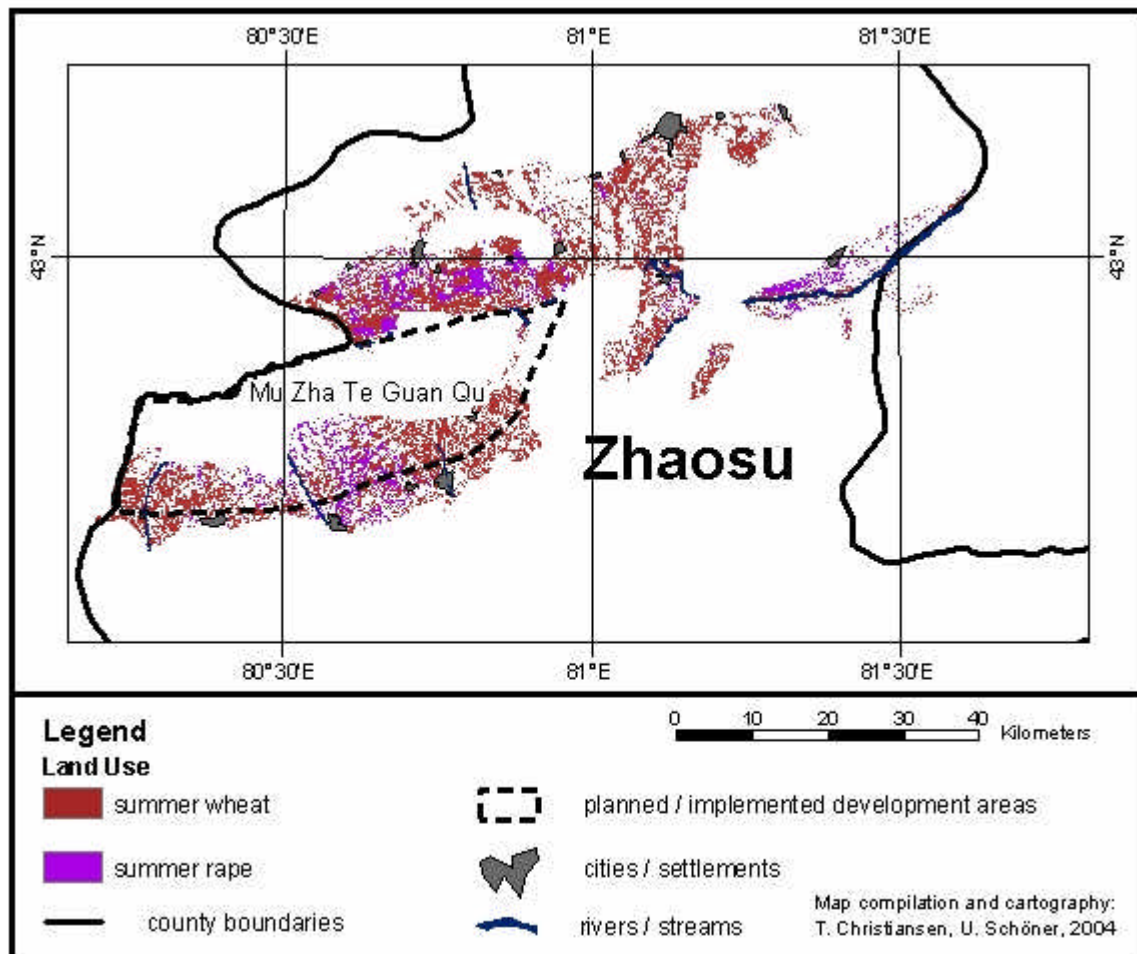 80°30'E 81°E 81°30'E
43°N 43°N
Mu Zha Te Guan Qu
Zhaosu
80°30'E 81°E 81°30'E
Legend
Land Use
summer wheat
summer rape
county boundaries
0 10 20 30 40
Kilometers
planned / implemented development areas
cities / settlements
rivers / streams
Map compilation and cartography:
T. Christiansen, U. Schöner, 2004